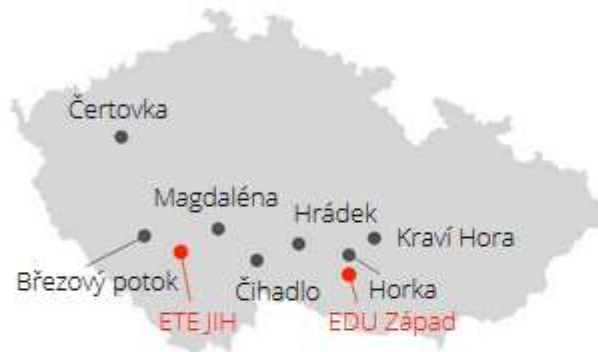 Čertovka
Magdaléna
Hrádek
Kraví Hora
Březový potok
Čihadlo
Horka
ETE JIH
EDU Západ